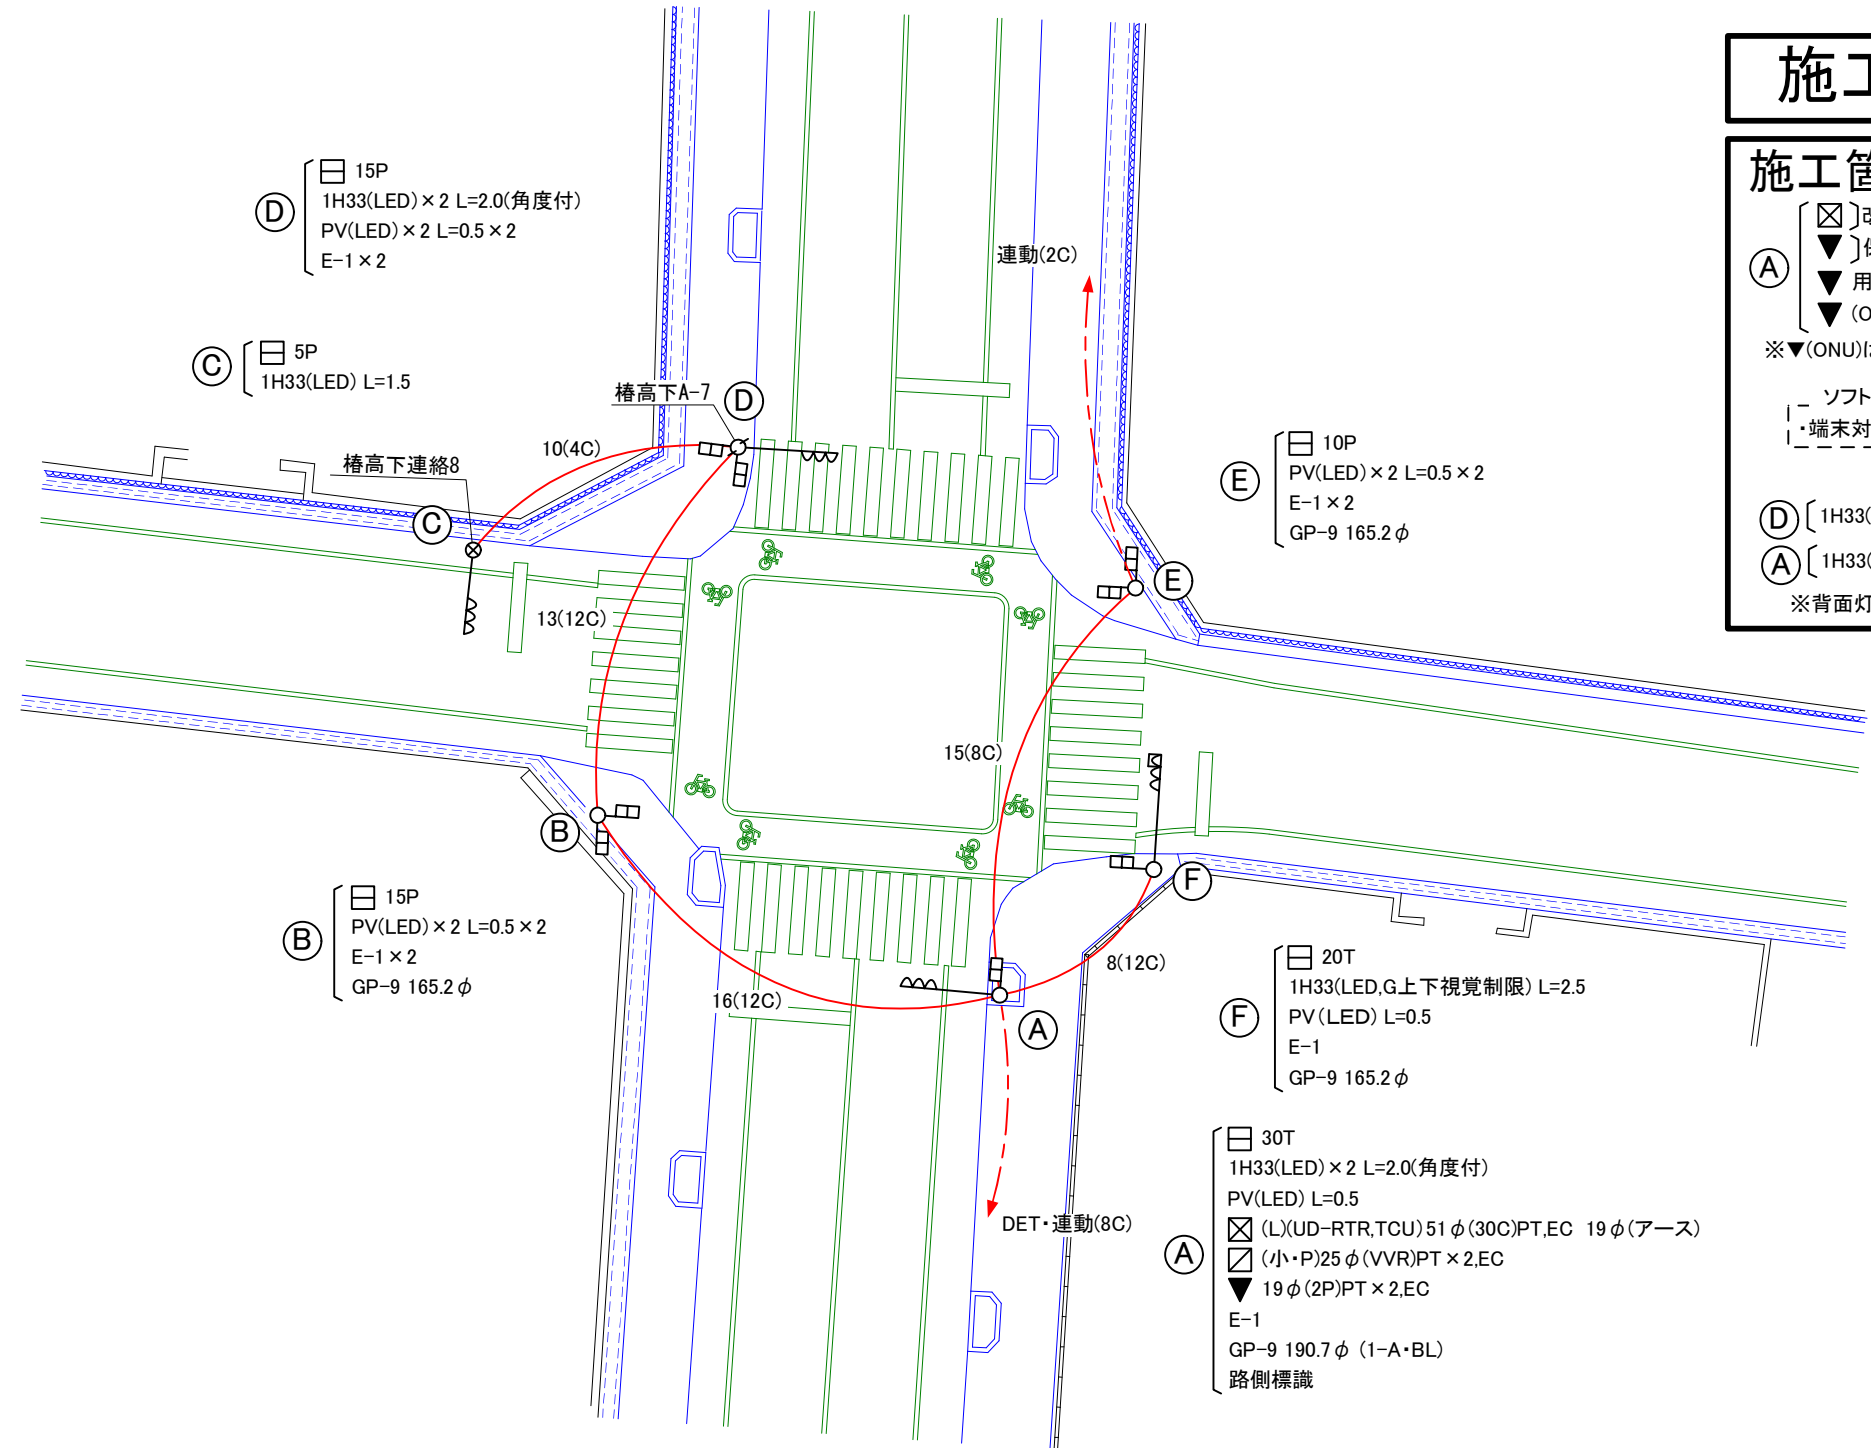 施工
D
15P
1H33(LED)×2 L=2.0(角度付)
PV(LED)×2 L=0.5×2
E-1×2
C
5P
1H33(LED) L=1.5
椿高下A-7
D
10(4C)
椿高下連絡8
C
13(12C)
連動(2C)
E
10P
PV(LED)×2 L=0.5×2
E-1×2
GP-9 165.2φ
E
15(8C)
B
B
15P
PV(LED)×2 L=0.5×2
E-1×2
GP-9 165.2φ
16(12C)
A
8(12C)
F
F
20T
1H33(LED,G上下視覚制限) L=2.5
PV(LED) L=0.5
E-1
GP-9 165.2φ
DET・連動(8C)
A
30T
1H33(LED)×2 L=2.0(角度付)
PV(LED) L=0.5
(L)(UD-RTR,TCU)51φ(30C)PT,EC 19φ(アース)
(小・P)25φ(VVR)PT×2,EC
▼ 19φ(2P)PT×2,EC
E-1
GP-9 190.7φ (1-A・BL)
路側標識
施工箇
A
▼
▼ 用
▼ (O
※▼(ONU)は
ソフト
・端末対
D 1H33(
A 1H33(
※背面灯